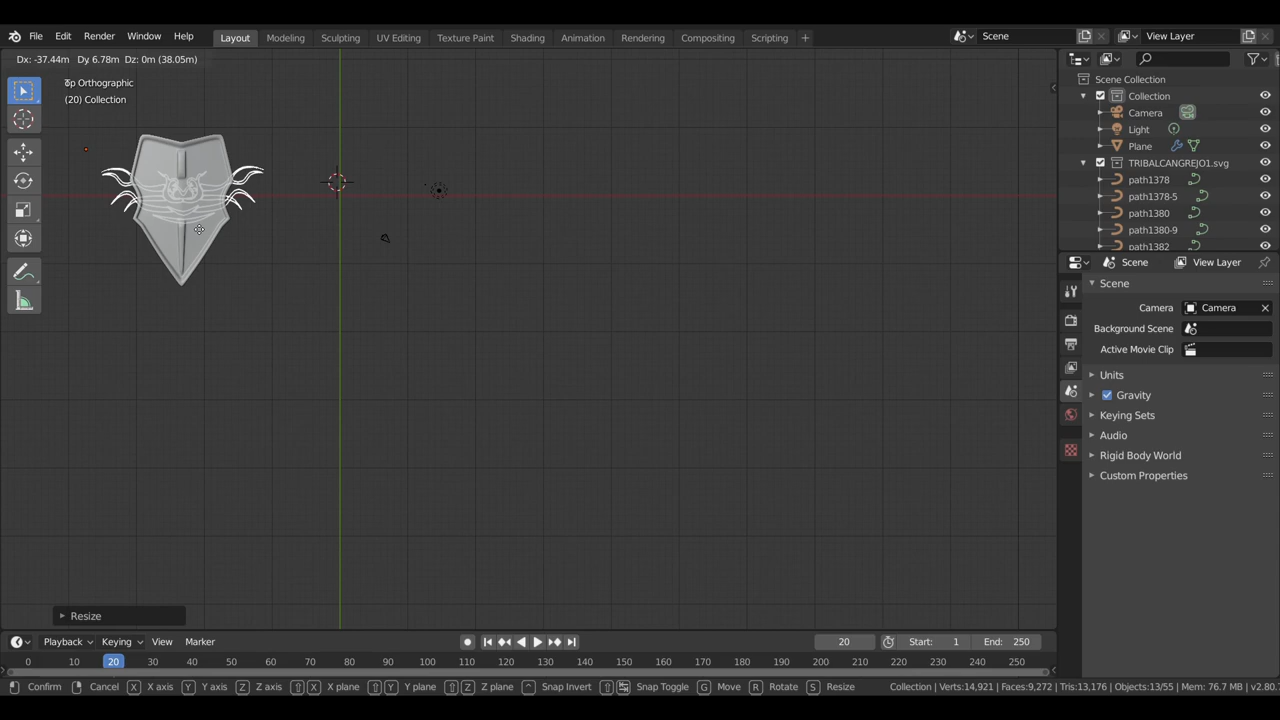 File Edit Render Window Help Layout Modeling Sculpting UV Editing Texture Paint Shading Animation Rendering Compositing Scripting + Scene View Layer
Dx: -37.44m Dy: 6.78m Dz: 0m (38.05m)
Top Orthographic
(20) Collection
Scene Collection
Collection
Camera
Light
Plane
TRIBALCANGREJO1.svg
path1378
path1378-5
path1380
path1380-9
path1382
Scene View Layer
Scene
Camera Camera
Background Scene
Active Movie Clip
Units
Gravity
Keying Sets
Audio
Rigid Body World
Custom Properties
Resize
Playback Keying View Marker 20 Start: 1 End: 250
0 10 20 30 40 50 60 70 80 90 100 110 120 130 140 150 160 170 180 190 200 210 220 230 240 250
Confirm Cancel X X axis Y Y axis Z Z axis X X plane Y Y plane Z Z plane ^ Snap Invert Snap Toggle G Move R Rotate S Resize Collection | Verts:14,921 | Faces:9,272 | Tris:13,176 | Objects:13/55 | Mem: 76.7 MB | v2.80.